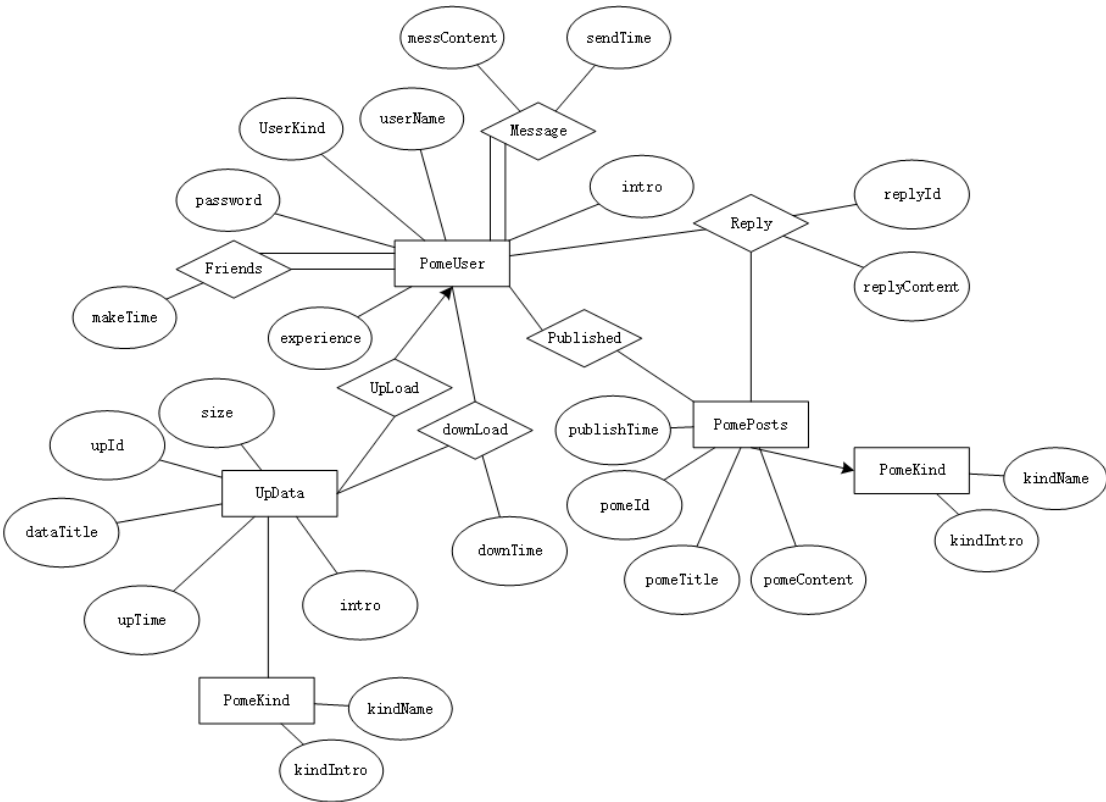 messContent
sendTime
UserKind
userName
Message
password
intro
replyId
Reply
Friends
PomeUser
replyContent
makeTime
experience
Published
UpLoad
size
downLoad
publishTime
PomePosts
upId
PomeKind
kindName
UpData
pomeId
dataTitle
downTime
kindIntro
pomeTitle
pomeContent
upTime
intro
PomeKind
kindName
kindIntro